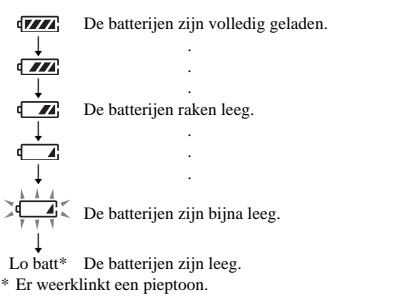 De batterijen zijn volledig geladen.
.
.
.
De batterijen raken leeg.
.
.
.
De batterijen zijn bijna leeg.
Lo batt* De batterijen zijn leeg.
* Er weerklinkt een pieptoon.